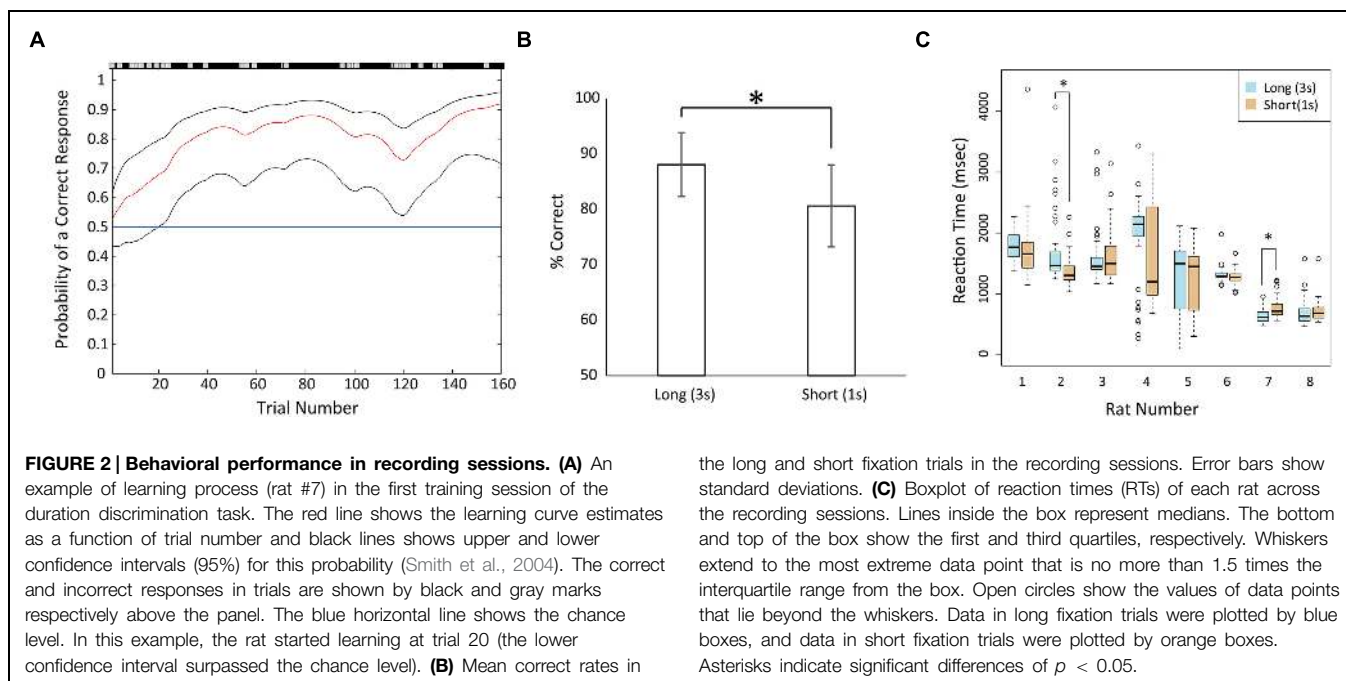 A
B
C
1
0.9
0.8
0.7
0.6
0.5
0.4
0.3
0.2
0.1
0
Probability of a Correct Response
20 40 60 80 100 120 140 160
Trial Number
*
100
90
80
70
60
50
% Correct
Long (3s) Short (1s)
Long (3s)
Short(1s)
*
*
4000
3000
2000
1000
0
Reaction Time (msec)
1 2 3 4 5 6 7 8
Rat Number
FIGURE 2 | Behavioral performance in recording sessions. (A) An
example of learning process (rat #7) in the first training session of the
duration discrimination task. The red line shows the learning curve estimates
as a function of trial number and black lines shows upper and lower
confidence intervals (95%) for this probability (Smith et al., 2004). The correct
and incorrect responses in trials are shown by black and gray marks
respectively above the panel. The blue horizontal line shows the chance
level. In this example, the rat started learning at trial 20 (the lower
confidence interval surpassed the chance level). (B) Mean correct rates in
the long and short fixation trials in the recording sessions. Error bars show
standard deviations. (C) Boxplot of reaction times (RTs) of each rat across
the recording sessions. Lines inside the box represent medians. The bottom
and top of the box show the first and third quartiles, respectively. Whiskers
extend to the most extreme data point that is no more than 1.5 times the
interquartile range from the box. Open circles show the values of data points
that lie beyond the whiskers. Data in long fixation trials were plotted by blue
boxes, and data in short fixation trials were plotted by orange boxes.
Asterisks indicate significant differences of p < 0.05.